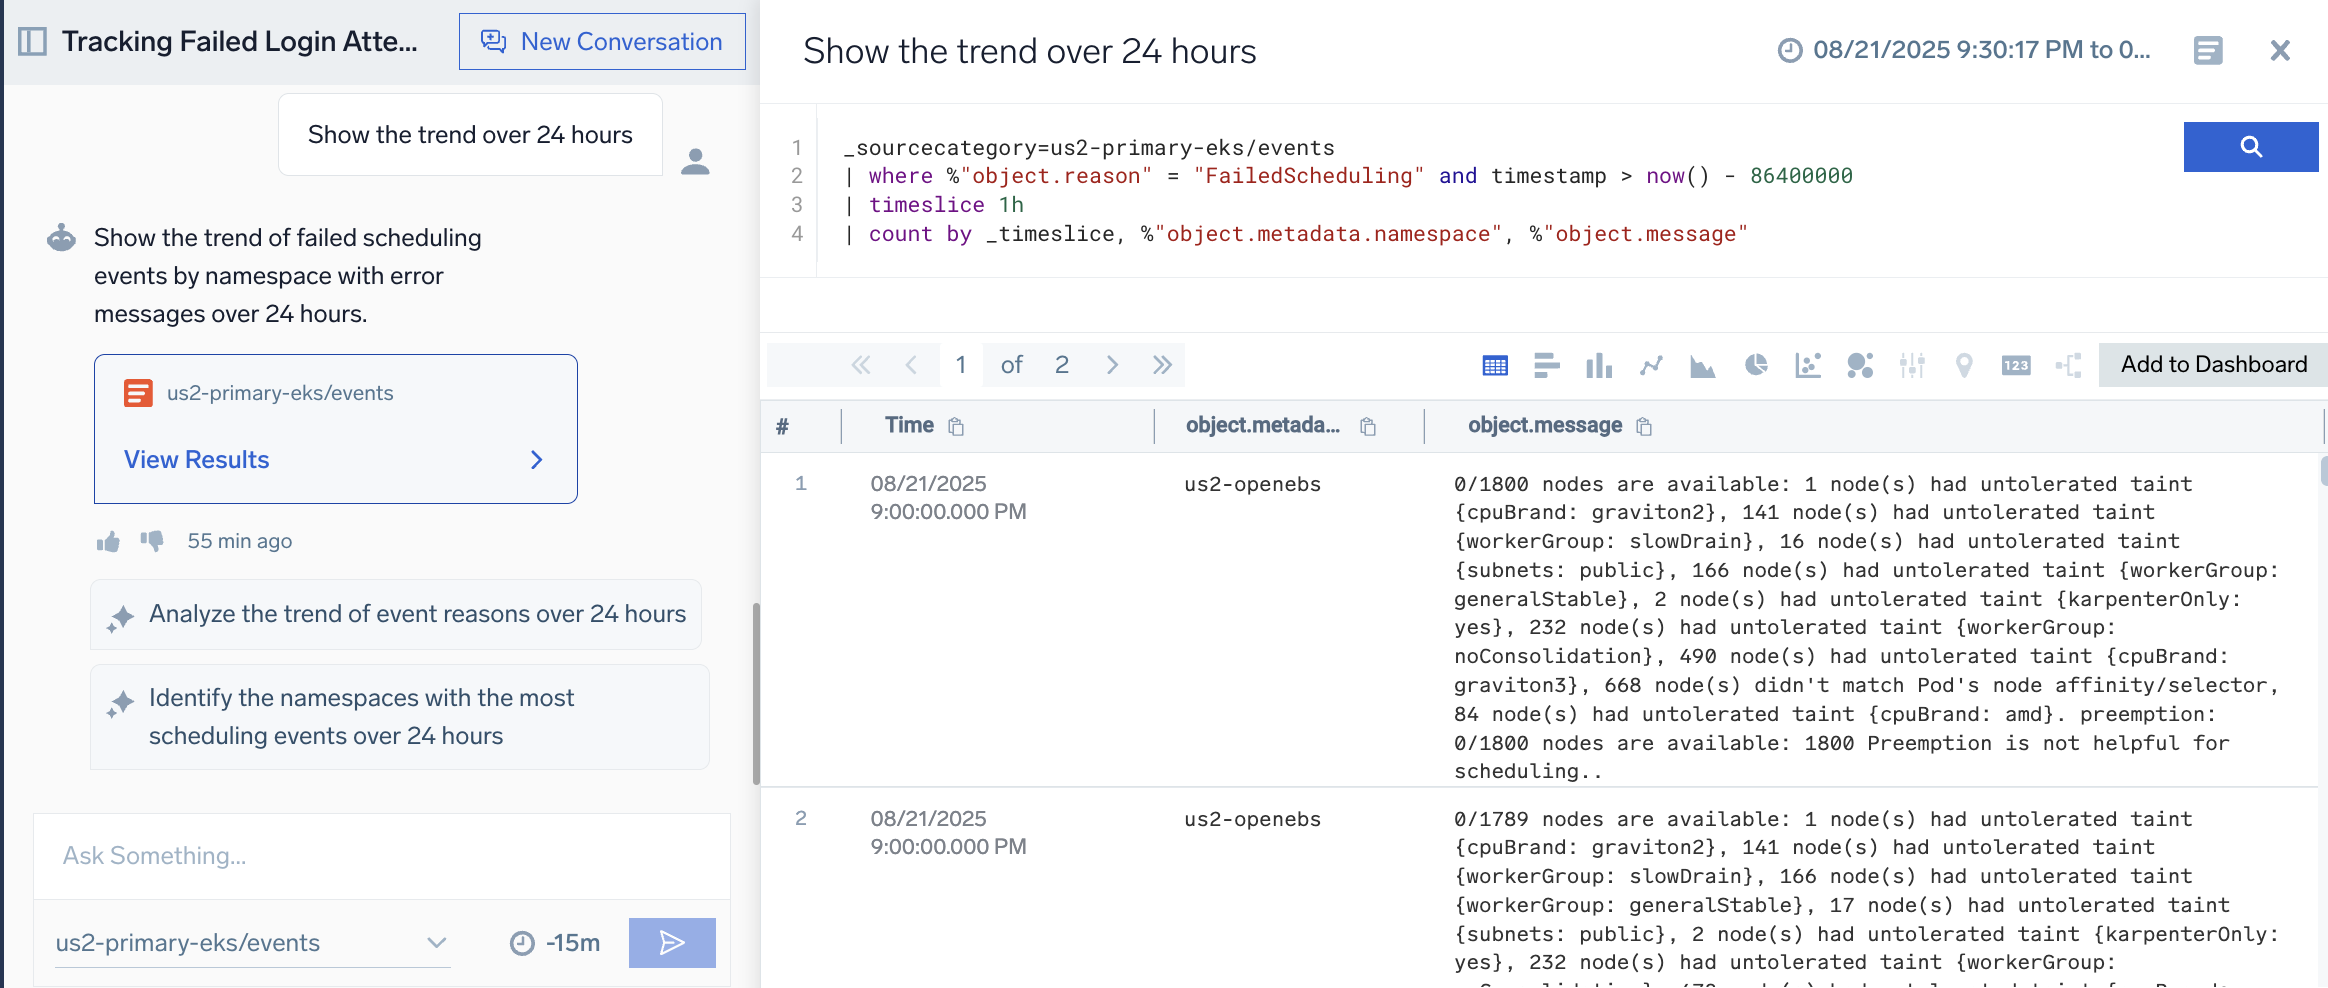 Tracking Failed Login Atte...
New Conversation
Show the trend over 24 hours
Show the trend of failed scheduling
events by namespace with error
messages over 24 hours.
us2-primary-eks/events
View Results
55 min ago
Analyze the trend of event reasons over 24 hours
Identify the namespaces with the most
scheduling events over 24 hours
Ask Something...
us2-primary-eks/events
-15m
Show the trend over 24 hours
08/21/2025 9:30:17 PM to 0...
1 _sourcecategory=us2-primary-eks/events
2 | where %"object.reason" = "FailedScheduling" and timestamp > now() - 86400000
3 | timeslice 1h
4 | count by _timeslice, %"object.metadata.namespace", %"object.message"
1 of 2
123
Add to Dashboard
# Time object.metada... object.message
1 08/21/2025 us2-openebs 0/1800 nodes are available: 1 node(s) had untolerated taint
9:00:00.000 PM {cpuBrand: graviton2}, 141 node(s) had untolerated taint
{workerGroup: slowDrain}, 16 node(s) had untolerated taint
{subnets: public}, 166 node(s) had untolerated taint {workerGroup:
generalStable}, 2 node(s) had untolerated taint {karpenterOnly:
yes}, 232 node(s) had untolerated taint {workerGroup:
noConsolidation}, 490 node(s) had untolerated taint {cpuBrand:
graviton3}, 668 node(s) didn't match Pod's node affinity/selector,
84 node(s) had untolerated taint {cpuBrand: amd}. preemption:
0/1800 nodes are available: 1800 Preemption is not helpful for
scheduling..
2 08/21/2025 us2-openebs 0/1789 nodes are available: 1 node(s) had untolerated taint
9:00:00.000 PM {cpuBrand: graviton2}, 141 node(s) had untolerated taint
{workerGroup: slowDrain}, 166 node(s) had untolerated taint
{workerGroup: generalStable}, 17 node(s) had untolerated taint
{subnets: public}, 2 node(s) had untolerated taint {karpenterOnly:
yes}, 232 node(s) had untolerated taint {workerGroup: